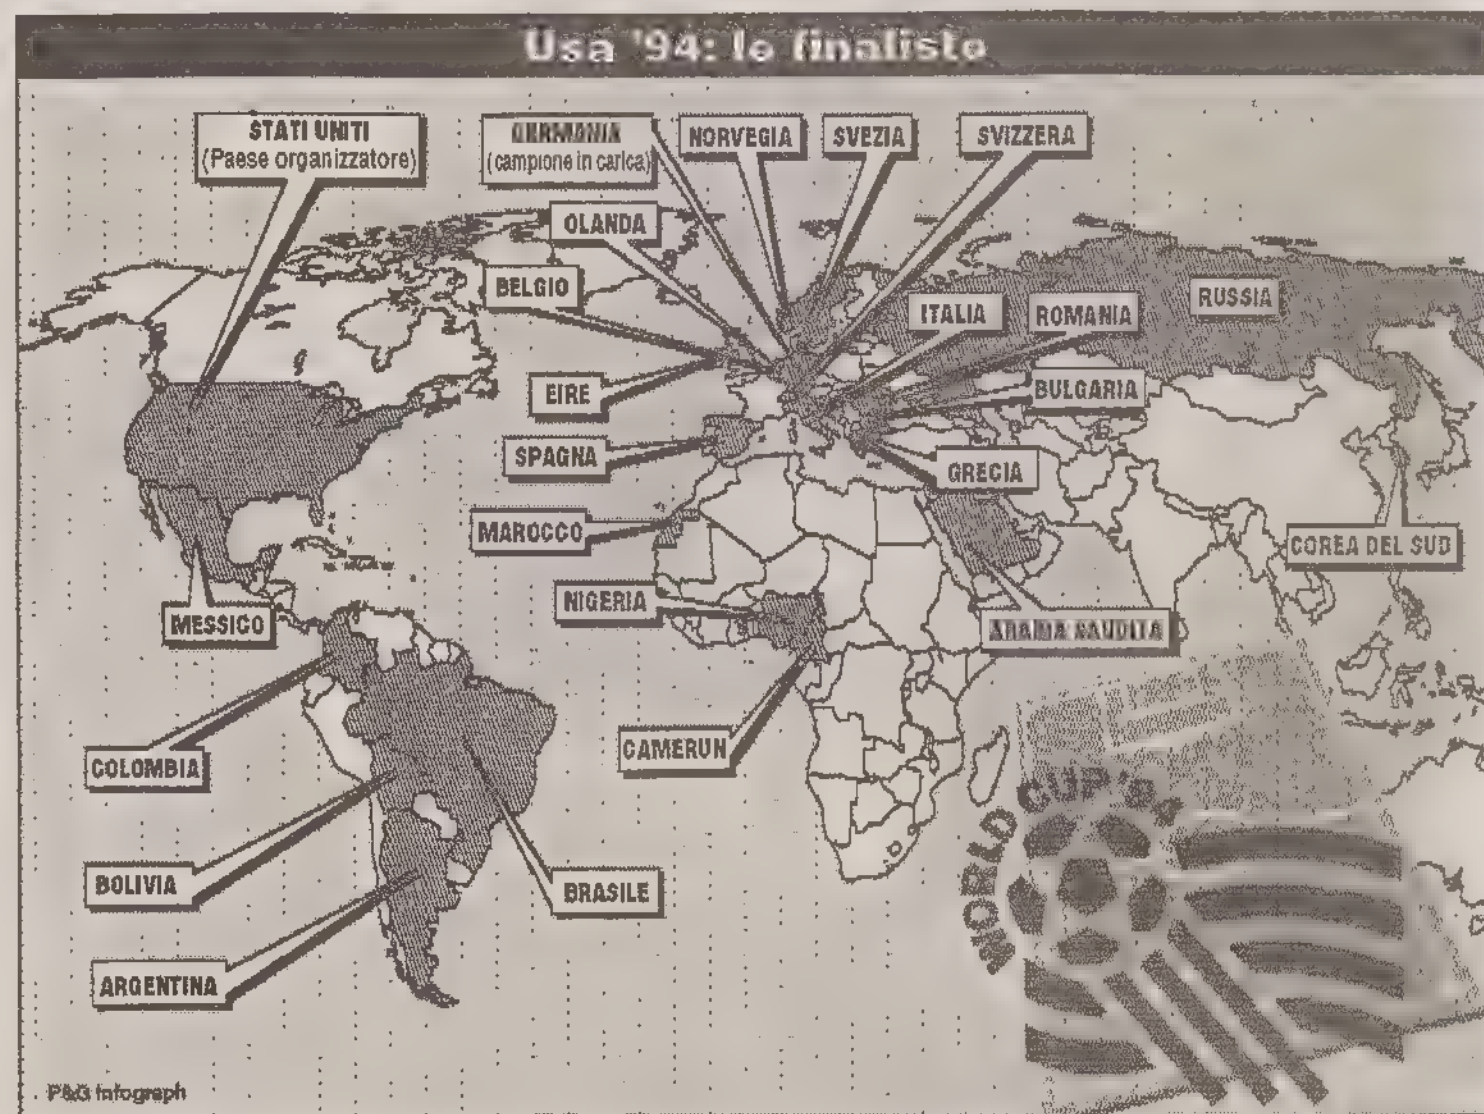 Usa '94: le finaliste
STATI UNITI
(Paese organizzatore)
GERMANIA
(campione in carica)
NORVEGIA
SVEZIA
SVIZZERA
OLANDA
BELGIO
ITALIA
ROMANIA
RUSSIA
EIRE
BULGARIA
SPAGNA
GRECIA
MAROCCO
COREA DEL SUD
NIGERIA
ARABIA SAUDITA
MESSICO
CAMERUN
COLOMBIA
WORLD CUP '94
BOLIVIA
BRASILE
ARGENTINA
P&G Infograph